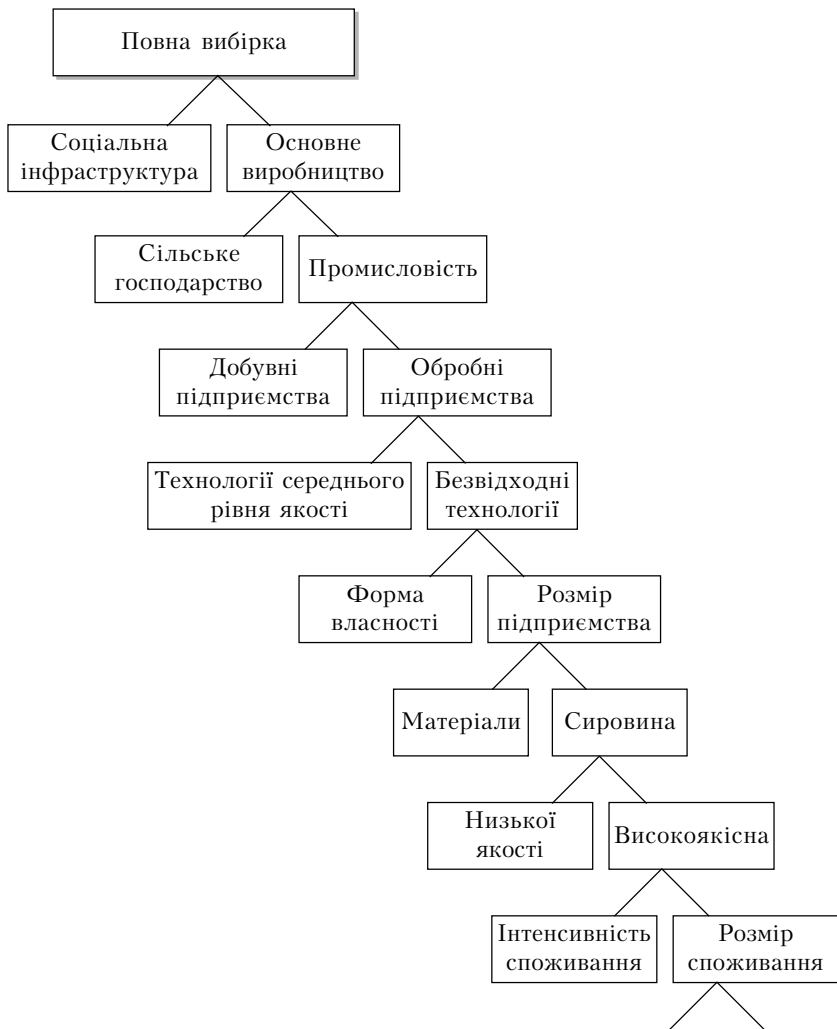 Повна вибірка
Соціальна
інфраструктура
Основне
виробництво
Сільське
господарство
Промисловість
Добувні
підприємства
Обробні
підприємства
Технології середнього
рівня якості
Безвідходні
технології
Форма
власності
Розмір
підприємства
Матеріали
Сировина
Низької
якості
Високоякісна
Інтенсивність
споживання
Розмір
споживання